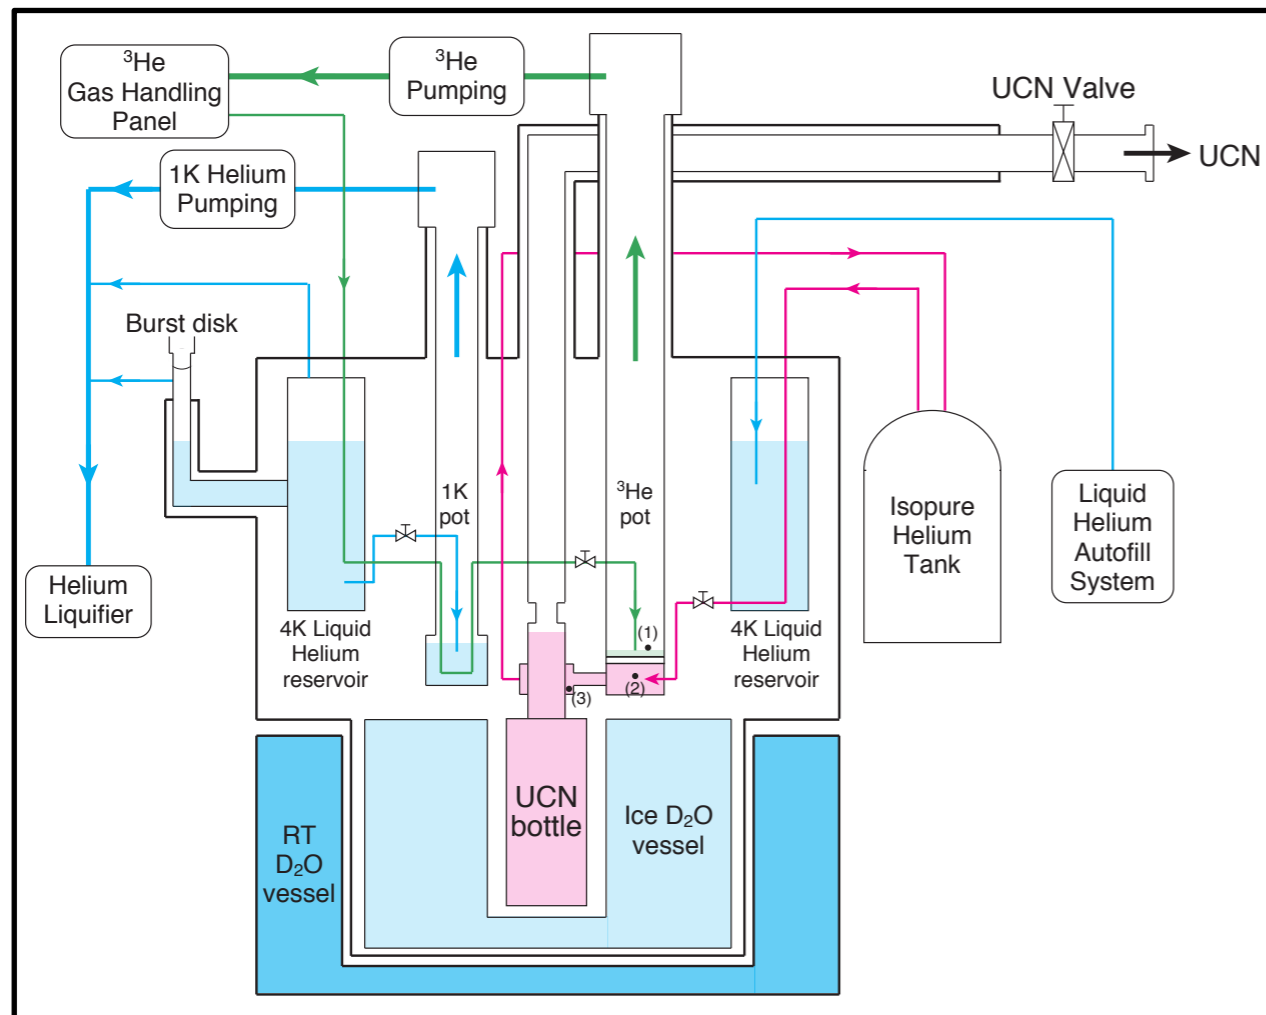 ³He
Gas Handling
Panel
³He
Pumping
UCN Valve
UCN
1K Helium
Pumping
Burst disk
1K
pot
³He
pot
Isopure
Helium
Tank
Liquid
Helium
Autofill
System
Helium
Liquifier
4K Liquid
Helium
reservoir
(1)
(2)
(3)
4K Liquid
Helium
reservoir
UCN
bottle
Ice D₂O
vessel
RT
D₂O
vessel